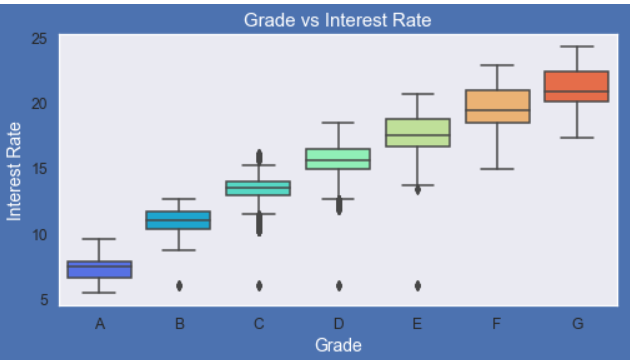 Grade vs Interest Rate
25
20
15
10
5
Interest Rate
A B C D E F G
Grade